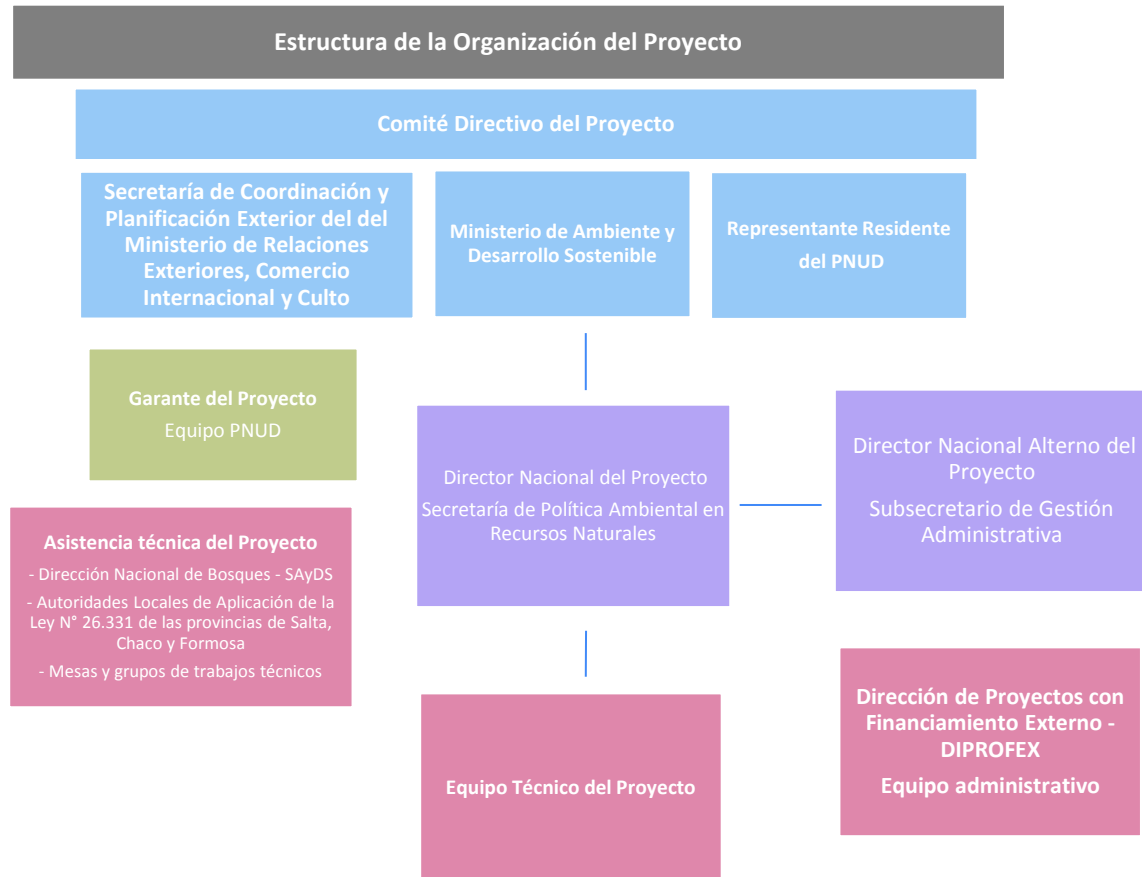 Estructura de la Organización del Proyecto
Comité Directivo del Proyecto
Secretaría de Coordinación y
Planificación Exterior del del
Ministerio de Relaciones
Exteriores, Comercio
Internacional y Culto
Ministerio de Ambiente y
Desarrollo Sostenible
Representante Residente
del PNUD
Garante del Proyecto
Equipo PNUD
Director Nacional del Proyecto
Secretaría de Política Ambiental en
Recursos Naturales
Director Nacional Alterno del
Proyecto
Subsecretario de Gestión
Administrativa
Asistencia técnica del Proyecto
- Dirección Nacional de Bosques - SAyDS
- Autoridades Locales de Aplicación de la
Ley N° 26.331 de las provincias de Salta,
Chaco y Formosa
- Mesas y grupos de trabajos técnicos
Equipo Técnico del Proyecto
Dirección de Proyectos con
Financiamiento Externo -
DIPROFEX
Equipo administrativo